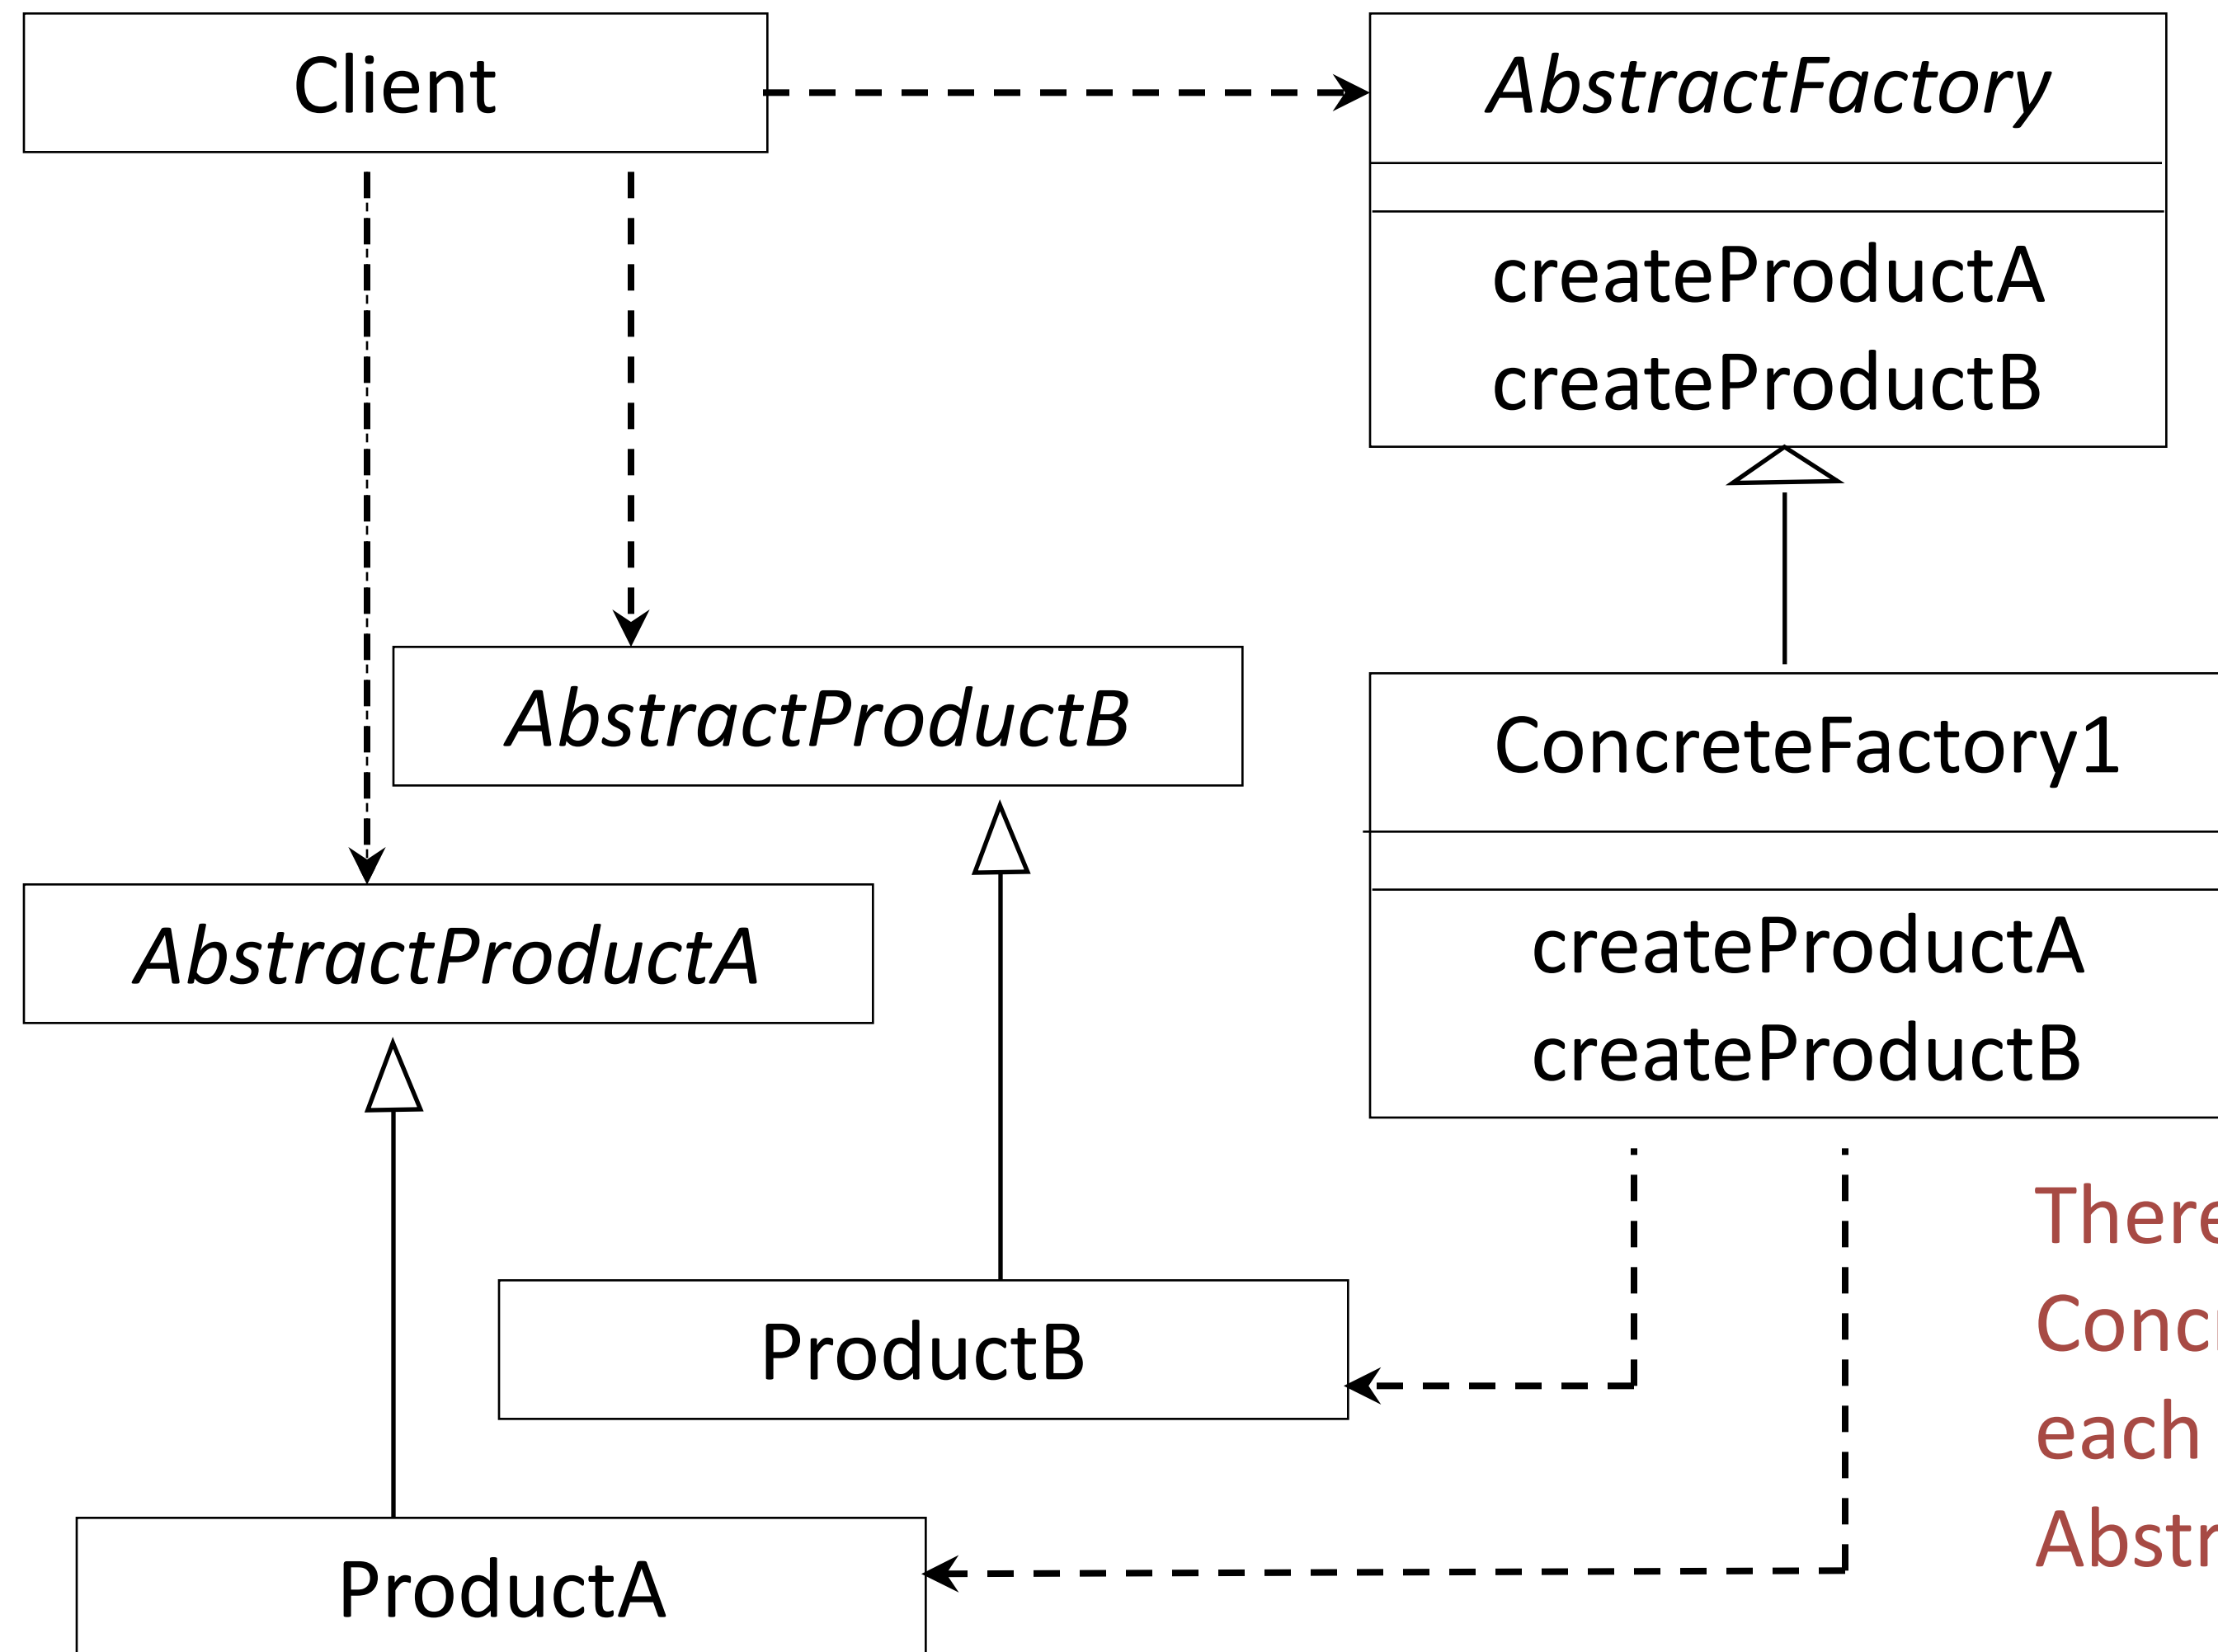 Client
AbstractFactory
createProductA
createProductB
AbstractProductB
ConcreteFactory1
AbstractProductA
createProductA
createProductB
ProductB
ProductA
each